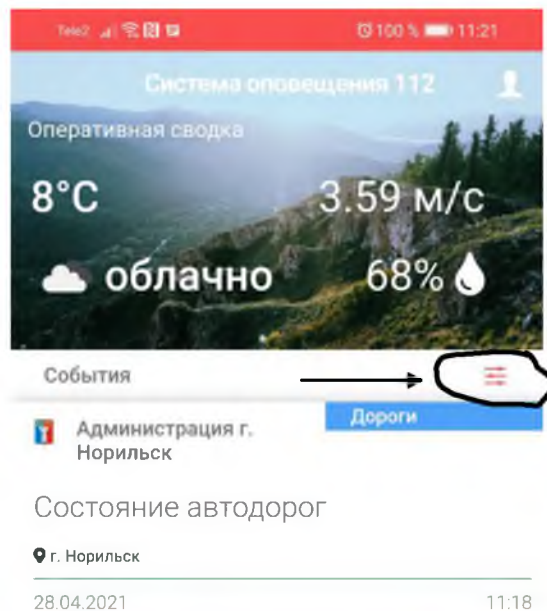 Tele2 100 % 11:21
Система оповещения 112
Оперативная сводка
8°C 3.59 м/с
облачно 68%
События
Дороги
Администрация г.
Норильск
Состояние автодорог
г. Норильск
28.04.2021 11:18